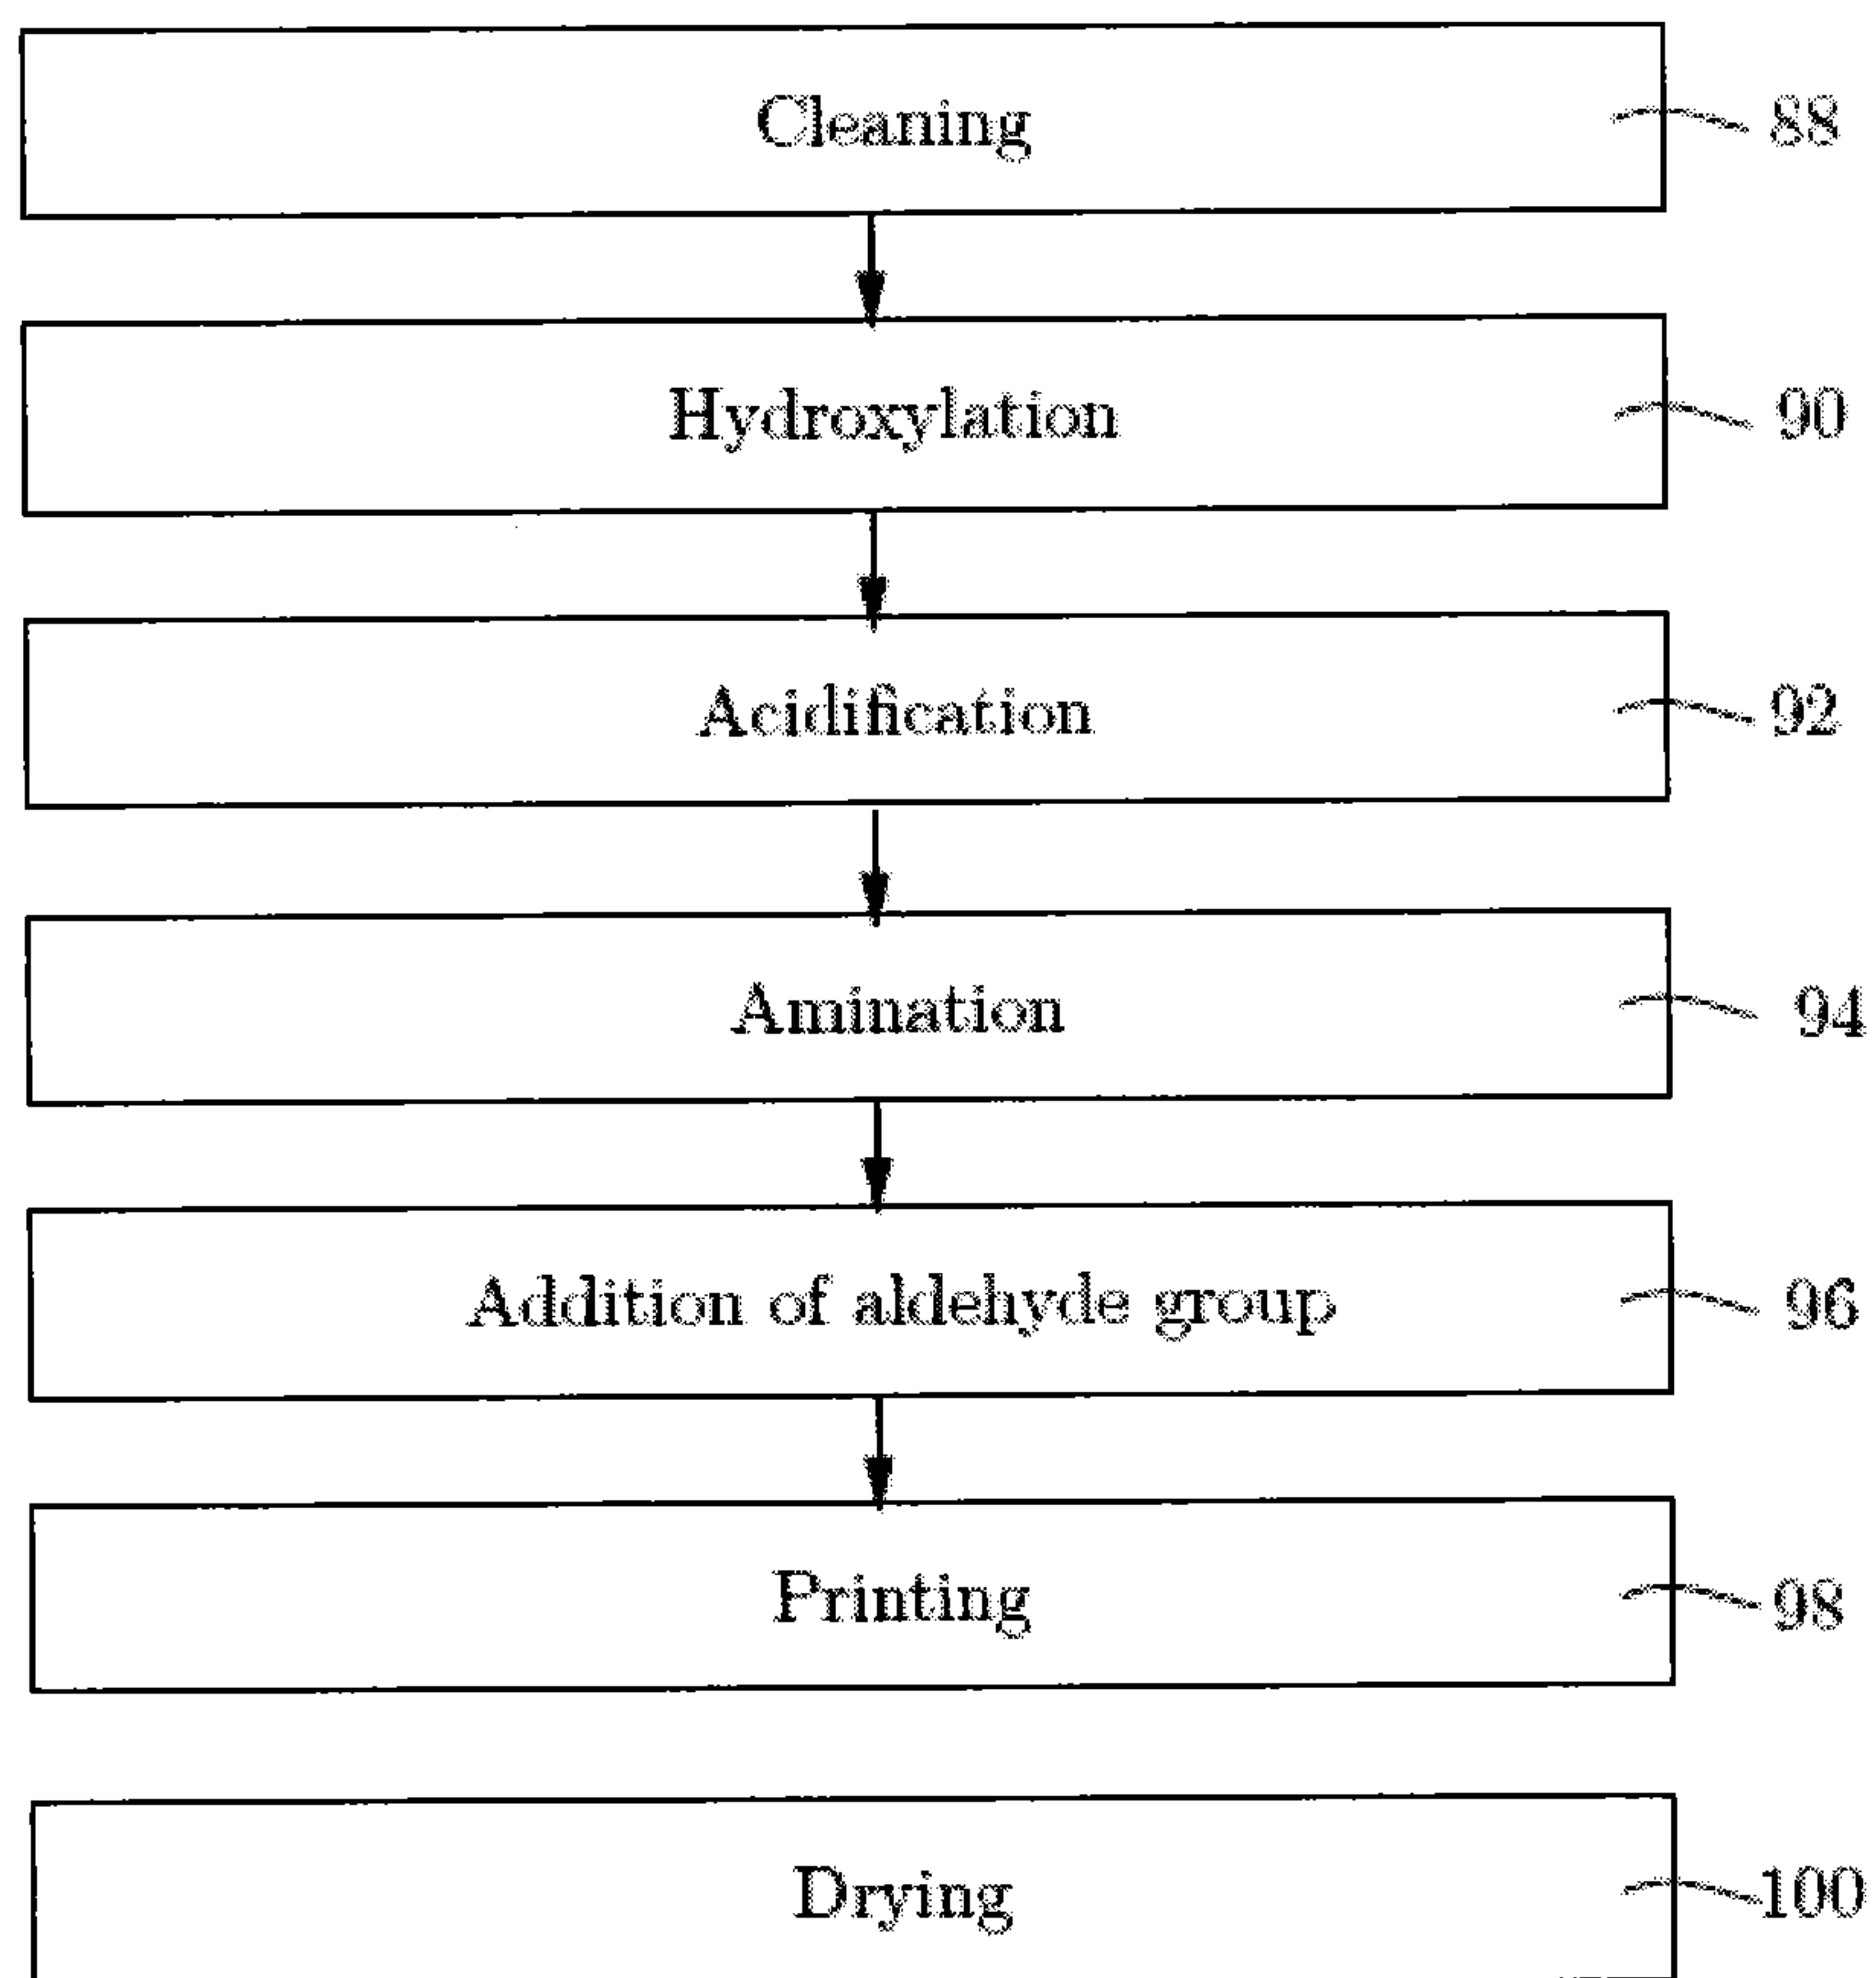 Cleaning 88
Hydroxylation 90
Acidification 92
Amination 94
Addition of aldehyde group 96
Printing 98
Drying 100